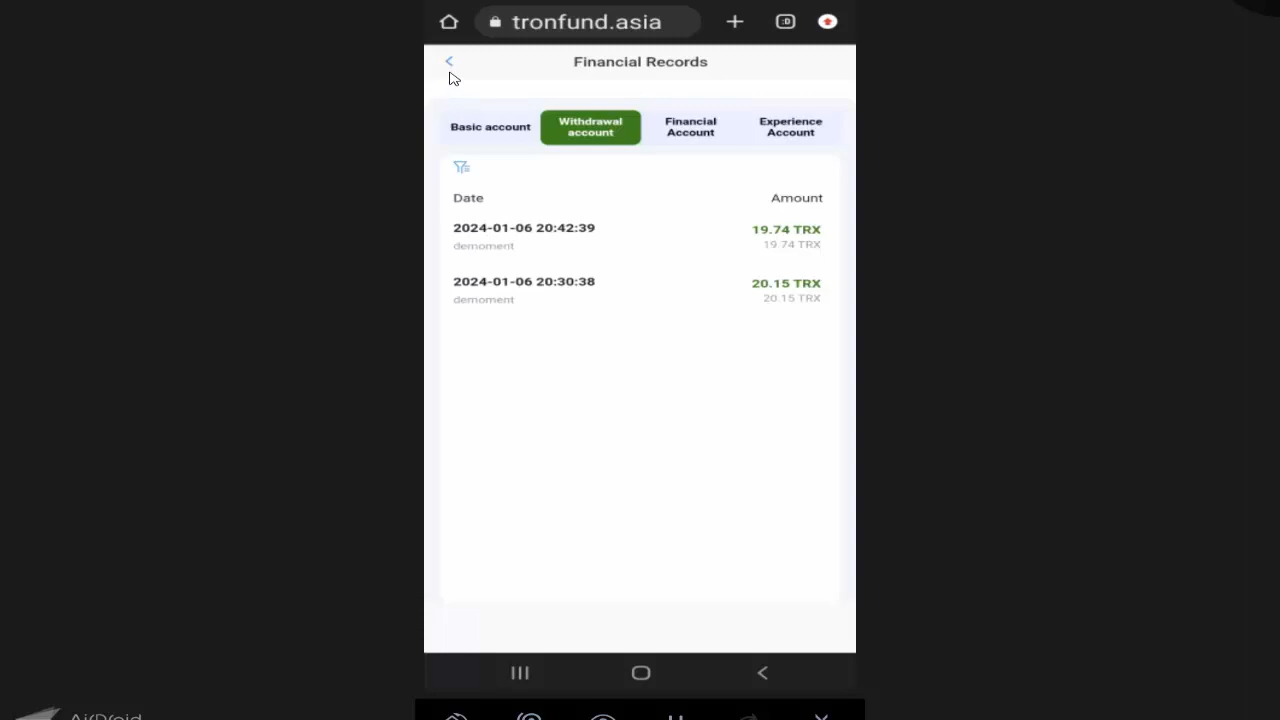 tronfund.asia
:D
Financial Records
Basic account
Withdrawal
account
Financial
Account
Experience
Account
Date
Amount
2024-01-06 20:42:39
19.74 TRX
demoment
19.74 TRX
2024-01-06 20:30:38
20.15 TRX
demoment
20.15 TRX
AirDroid